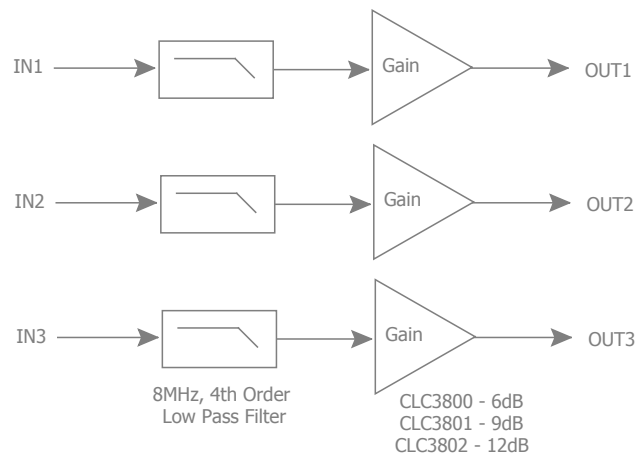 IN1
Gain
OUT1
IN2
Gain
OUT2
IN3
Gain
OUT3
8MHz, 4th Order
Low Pass Filter
CLC3800 - 6dB
CLC3801 - 9dB
CLC3802 - 12dB